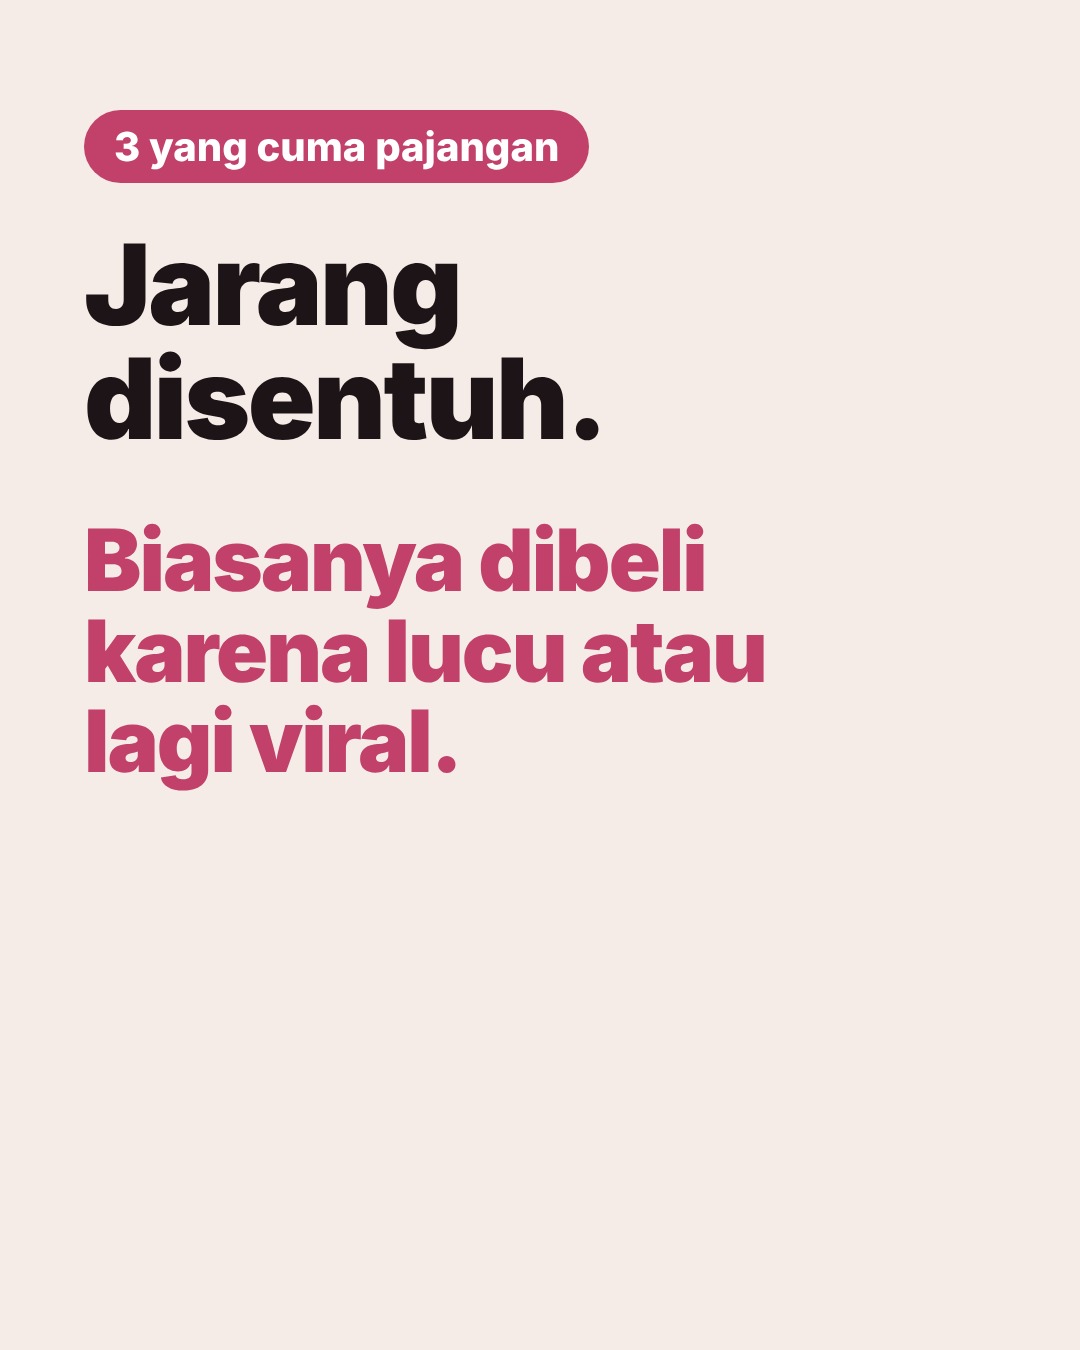 3 yang cuma pajangan
Jarang
disentuh.
Biasanya dibeli
karena lucu atau
lagi viral.